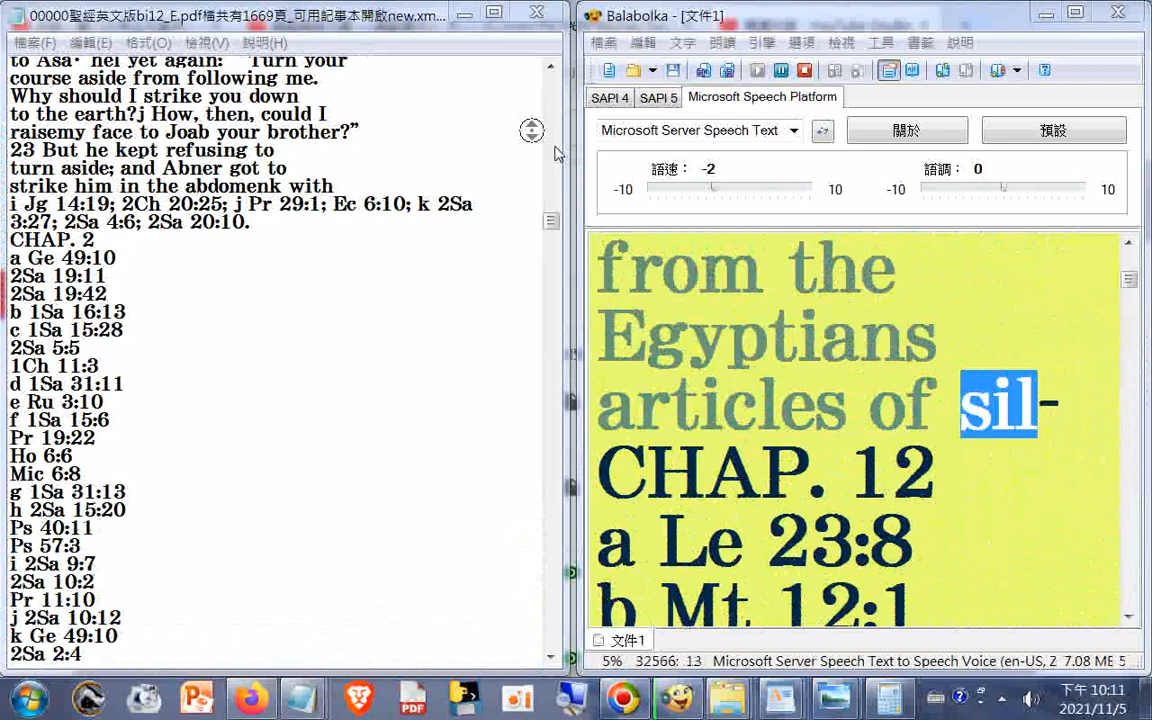 00000聖經英文版bi12_E.pdf檔共有1669頁_可用記事本開啟new.xm...
檔案(F) 編輯(E) 格式(O) 檢視(V) 說明(H)
to Asa· hel yet again: “Turn your
course aside from following me.
Why should I strike you down
to the earth?j How, then, could I
raisemy face to Joab your brother?”
23 But he kept refusing to
turn aside; and Abner got to
strike him in the abdomenk with
i Jg 14:19; 2Ch 20:25; j Pr 29:1; Ec 6:10; k 2Sa
3:27; 2Sa 4:6; 2Sa 20:10.
CHAP. 2
a Ge 49:10
2Sa 19:11
2Sa 19:42
b 1Sa 16:13
c 1Sa 15:28
2Sa 5:5
1Ch 11:3
d 1Sa 31:11
e Ru 3:10
f 1Sa 15:6
Pr 19:22
Ho 6:6
Mic 6:8
g 1Sa 31:13
h 2Sa 15:20
Ps 40:11
Ps 57:3
i 2Sa 9:7
2Sa 10:2
Pr 11:10
j 2Sa 10:12
k Ge 49:10
2Sa 2:4
Balabolka - [文件1]
檔案 編輯 文字 朗讀 引擎 選項 檢視 工具 書籤 說明
SAPI 4 SAPI 5 Microsoft Speech Platform
Microsoft Server Speech Text 關於 預設
語速: -2 語調: 0
-10 10 -10 10
from the
Egyptians
articles of sil-
CHAP. 12
a Le 23:8
b Mt 12:1
文件1
5% 32566: 13 Microsoft Server Speech Text to Speech Voice (en-US, Z 7.08 MB 5
PDF
下午 10:11
2021/11/5